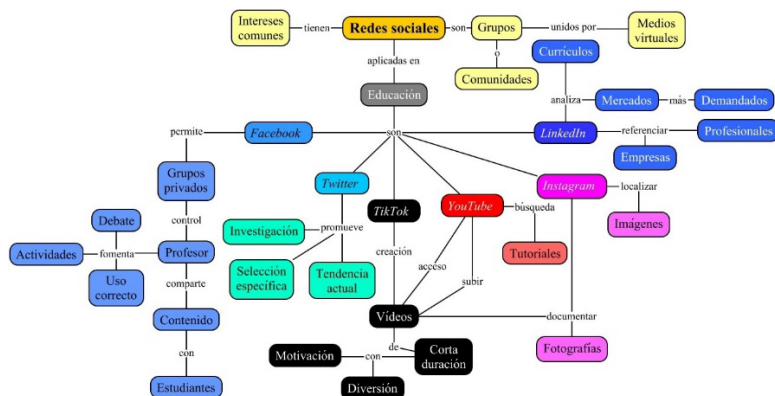 Intereses
comunes
tienen
Redes sociales
son
Grupos
unidos por
Medios
virtuales
o
Comunidades
aplicadas en
Educación
Currículos
analiza
Mercados
más
Demandados
permite
Facebook
son
LinkedIn
referenciar
Profesionales
Empresas
Grupos
privados
Twitter
TikTok
YouTube
Instagram
localizar
Imágenes
control
Debate
Actividades
fomenta
Profesor
Uso
correcto
Investigación
promueve
Selección
específica
Tendencia
actual
creación
búsqueda
Tutoriales
acceso
subir
comparte
Contenido
con
Estudiantes
Vídeos
documentar
Fotografías
de
Motivación
con
Corta
duración
Diversión